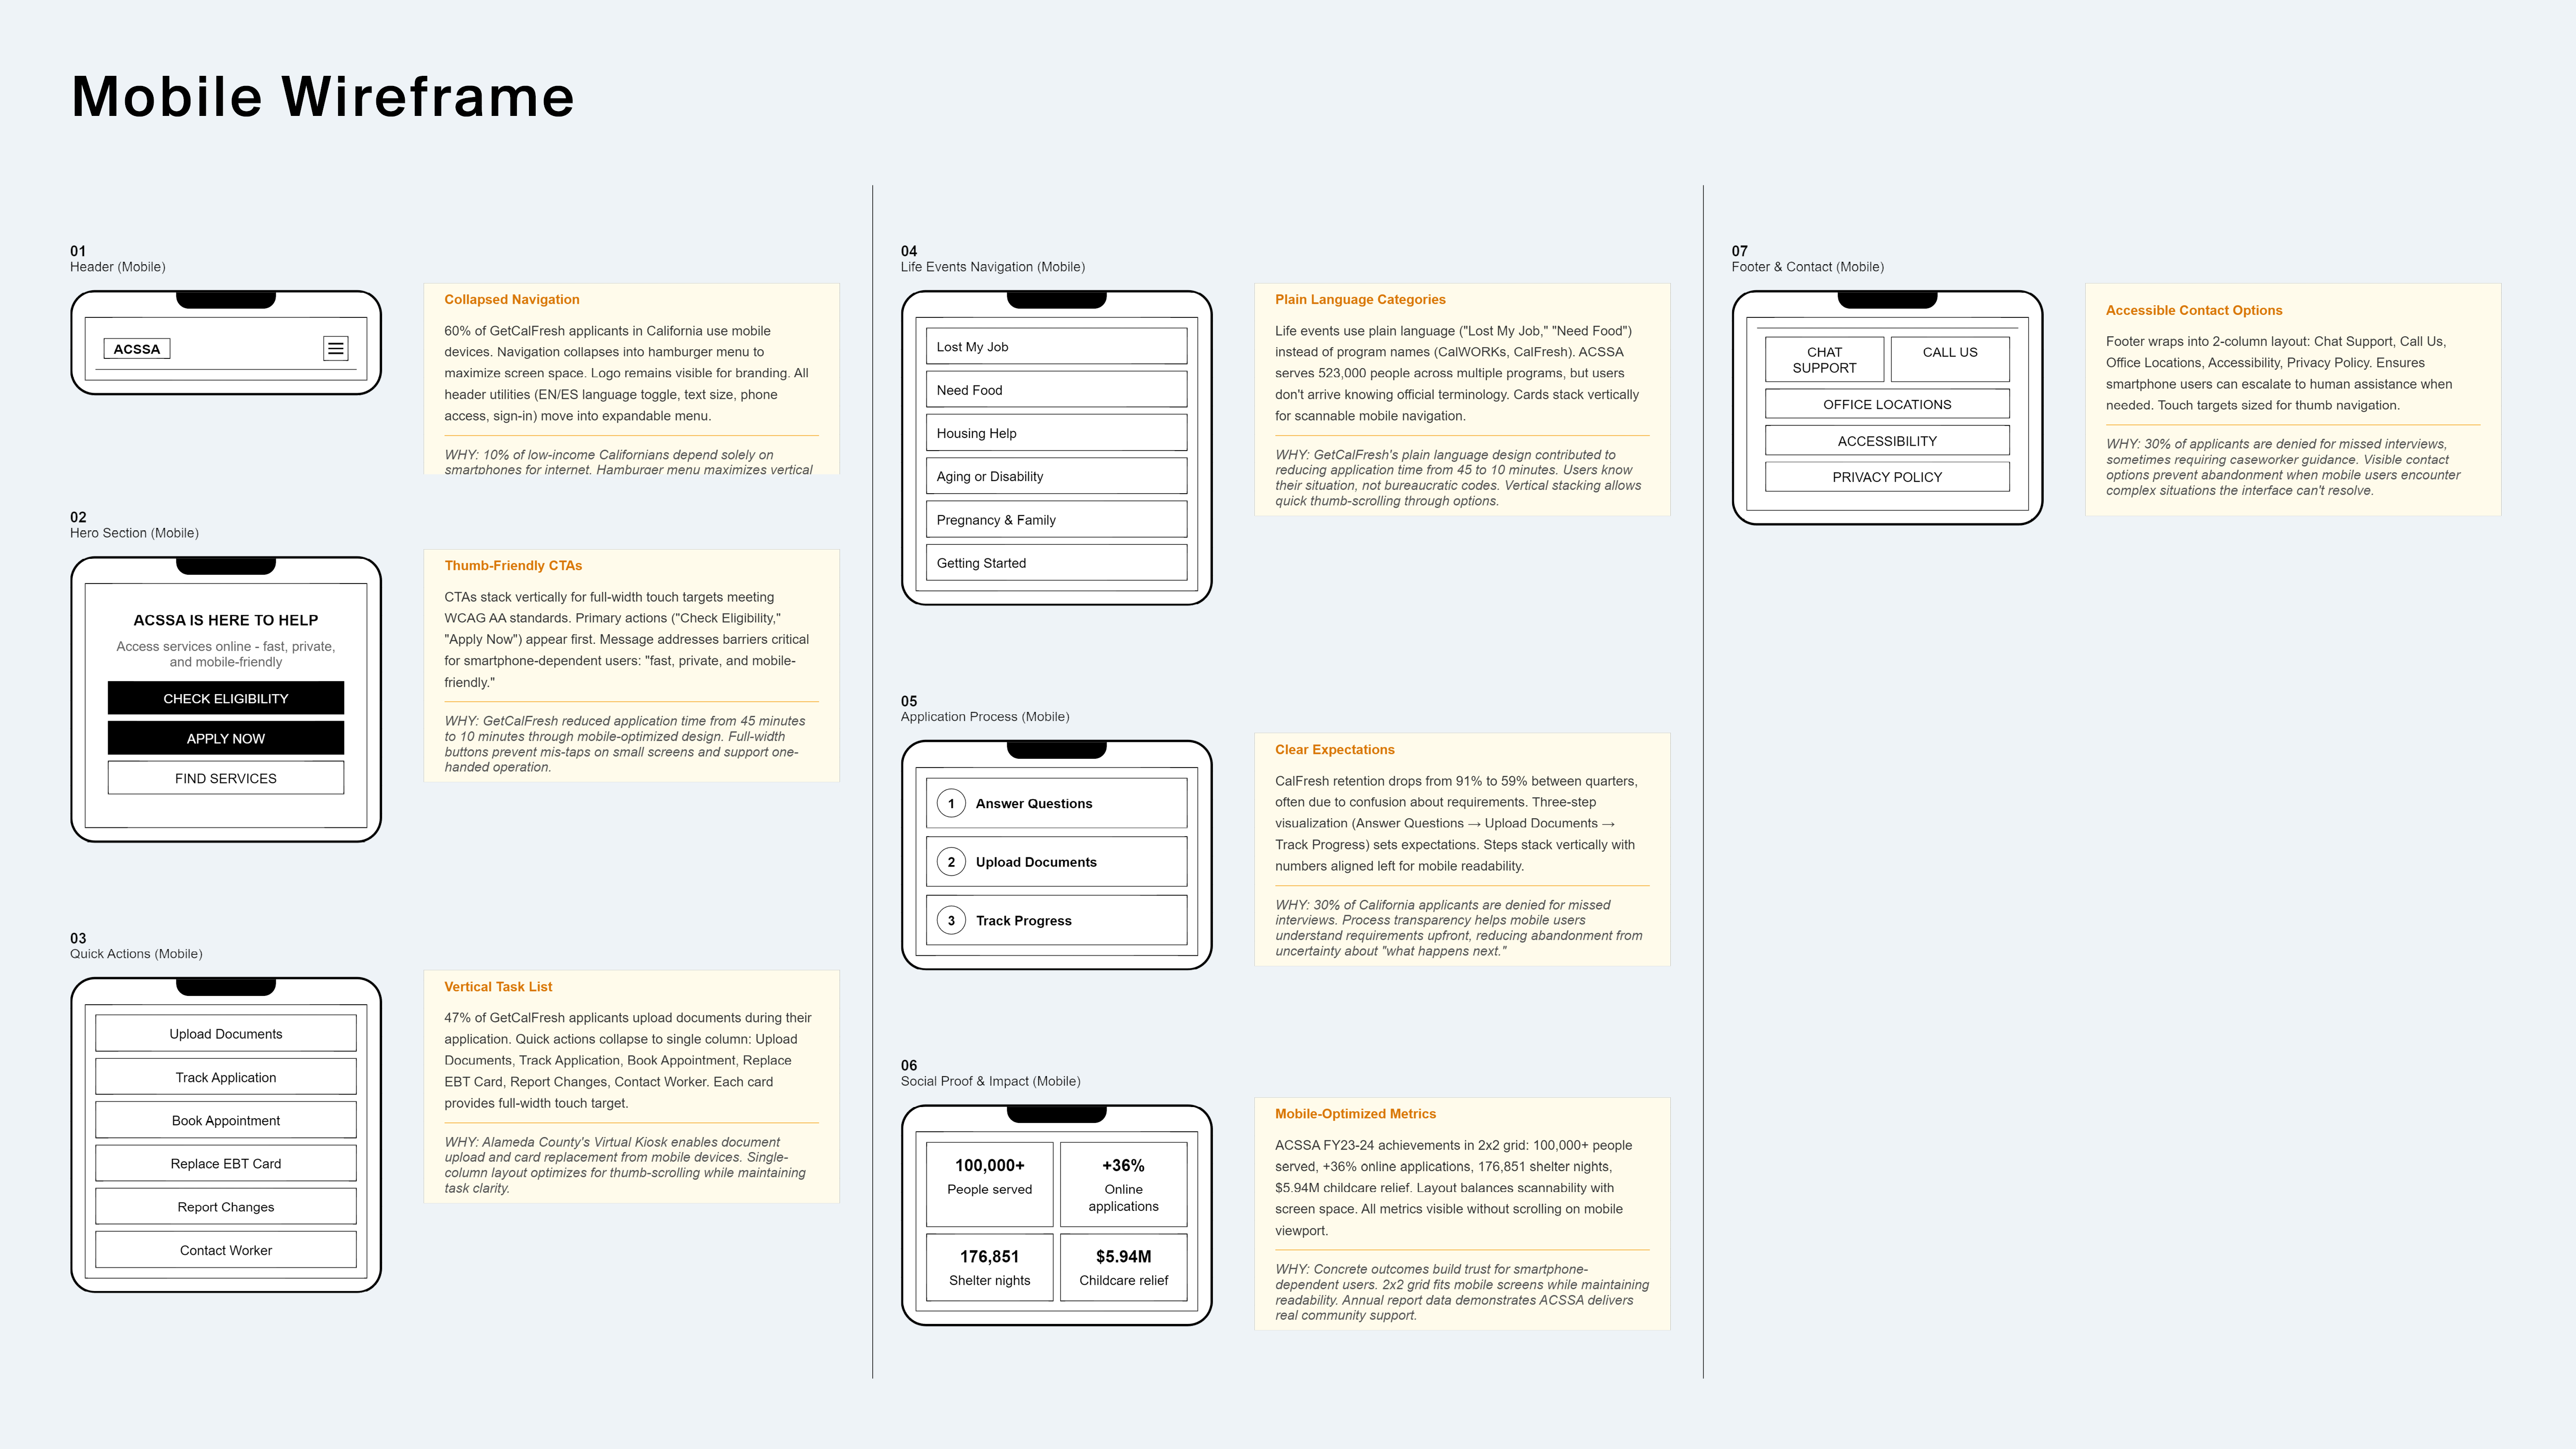 Mobile Wireframe
01
Header (Mobile)
ACSSA
Collapsed Navigation
60% of GetCalFresh applicants in California use mobile
devices. Navigation collapses into hamburger menu to
maximize screen space. Logo remains visible for branding. All
header utilities (EN/ES language toggle, text size, phone
access, sign-in) move into expandable menu.
WHY: 10% of low-income Californians depend solely on
smartphones for internet. Hamburger menu maximizes vertical
02
Hero Section (Mobile)
ACSSA IS HERE TO HELP
Access services online - fast, private,
and mobile-friendly
CHECK ELIGIBILITY
APPLY NOW
FIND SERVICES
Thumb-Friendly CTAs
CTAs stack vertically for full-width touch targets meeting
WCAG AA standards. Primary actions ("Check Eligibility,"
"Apply Now") appear first. Message addresses barriers critical
for smartphone-dependent users: "fast, private, and mobile-
friendly."
WHY: GetCalFresh reduced application time from 45 minutes
to 10 minutes through mobile-optimized design. Full-width
buttons prevent mis-taps on small screens and support one-
handed operation.
03
Quick Actions (Mobile)
Upload Documents
Track Application
Book Appointment
Replace EBT Card
Report Changes
Contact Worker
Vertical Task List
47% of GetCalFresh applicants upload documents during their
application. Quick actions collapse to single column: Upload
Documents, Track Application, Book Appointment, Replace
EBT Card, Report Changes, Contact Worker. Each card
provides full-width touch target.
WHY: Alameda County's Virtual Kiosk enables document
upload and card replacement from mobile devices. Single-
column layout optimizes for thumb-scrolling while maintaining
task clarity.
04
Life Events Navigation (Mobile)
Lost My Job
Need Food
Housing Help
Aging or Disability
Pregnancy & Family
Getting Started
Plain Language Categories
Life events use plain language ("Lost My Job," "Need Food")
instead of program names (CalWORKs, CalFresh). ACSSA
serves 523,000 people across multiple programs, but users
don't arrive knowing official terminology. Cards stack vertically
for scannable mobile navigation.
WHY: GetCalFresh's plain language design contributed to
reducing application time from 45 to 10 minutes. Users know
their situation, not bureaucratic codes. Vertical stacking allows
quick thumb-scrolling through options.
05
Application Process (Mobile)
1 Answer Questions
2 Upload Documents
3 Track Progress
Clear Expectations
CalFresh retention drops from 91% to 59% between quarters,
often due to confusion about requirements. Three-step
visualization (Answer Questions → Upload Documents →
Track Progress) sets expectations. Steps stack vertically with
numbers aligned left for mobile readability.
WHY: 30% of California applicants are denied for missed
interviews. Process transparency helps mobile users
understand requirements upfront, reducing abandonment from
uncertainty about "what happens next."
06
Social Proof & Impact (Mobile)
100,000+
People served
+36%
Online
applications
176,851
Shelter nights
$5.94M
Childcare relief
Mobile-Optimized Metrics
ACSSA FY23-24 achievements in 2x2 grid: 100,000+ people
served, +36% online applications, 176,851 shelter nights,
$5.94M childcare relief. Layout balances scannability with
screen space. All metrics visible without scrolling on mobile
viewport.
WHY: Concrete outcomes build trust for smartphone-
dependent users. 2x2 grid fits mobile screens while maintaining
readability. Annual report data demonstrates ACSSA delivers
real community support.
07
Footer & Contact (Mobile)
CHAT
SUPPORT
CALL US
OFFICE LOCATIONS
ACCESSIBILITY
PRIVACY POLICY
Accessible Contact Options
Footer wraps into 2-column layout: Chat Support, Call Us,
Office Locations, Accessibility, Privacy Policy. Ensures
smartphone users can escalate to human assistance when
needed. Touch targets sized for thumb navigation.
WHY: 30% of applicants are denied for missed interviews,
sometimes requiring caseworker guidance. Visible contact
options prevent abandonment when mobile users encounter
complex situations the interface can't resolve.